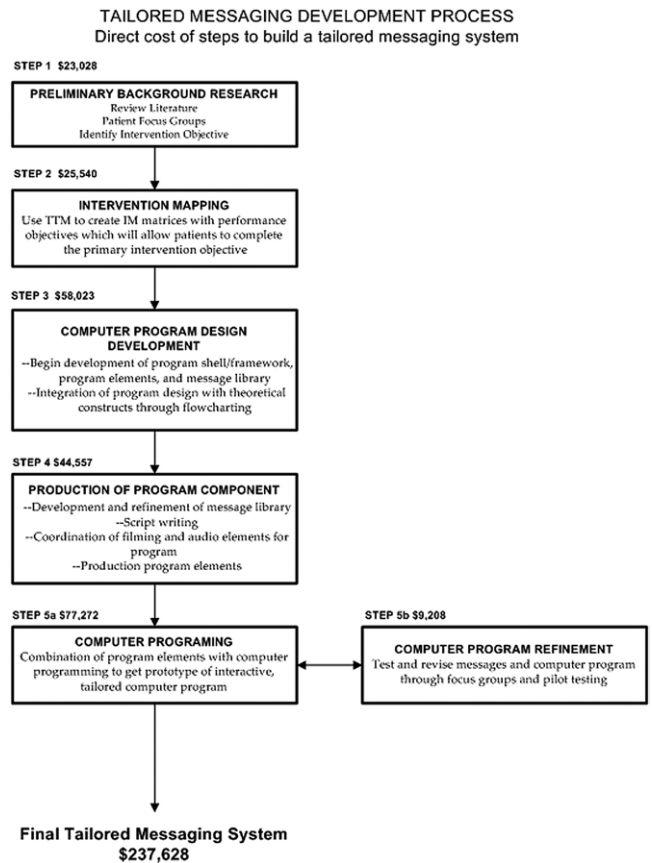 TAILORED MESSAGING DEVELOPMENT PROCESS
Direct cost of steps to build a tailored messaging system
STEP 1 $23,028
PRELIMINARY BACKGROUND RESEARCH
Review Literature
Patient Focus Groups
Identify Intervention Objective
STEP 2 $25,540
INTERVENTION MAPPING
Use TTM to create IM matrices with performance
objectives which will allow patients to complete
the primary intervention objective
STEP 3 $58,023
COMPUTER PROGRAM DESIGN
DEVELOPMENT
--Begin development of program shell/framework,
program elements, and message library
--Integration of program design with theoretical
constructs through flowcharting
STEP 4 $44,557
PRODUCTION OF PROGRAM COMPONENT
--Development and refinement of message library
--Script writing
--Coordination of filming and audio elements for
program
--Production program elements
STEP 5a $77,272
COMPUTER PROGRAMING
Combination of program elements with computer
programming to get prototype of interactive,
tailored computer program
STEP 5b $9,208
COMPUTER PROGRAM REFINEMENT
Test and revise messages and computer program
through focus groups and pilot testing
Final Tailored Messaging System
$237,628